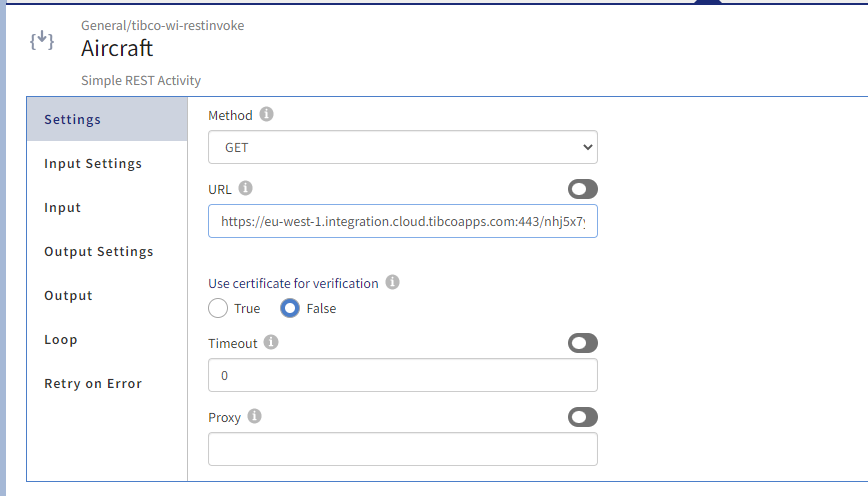 General/tibco-wi-restinvoke
Aircraft
Simple REST Activity
Settings
Input Settings
Input
Output Settings
Output
Loop
Retry on Error
Method
GET
URL
https://eu-west-1.integration.cloud.tibcoapps.com:443/nhj5x7
Use certificate for verification
True False
Timeout
0
Proxy